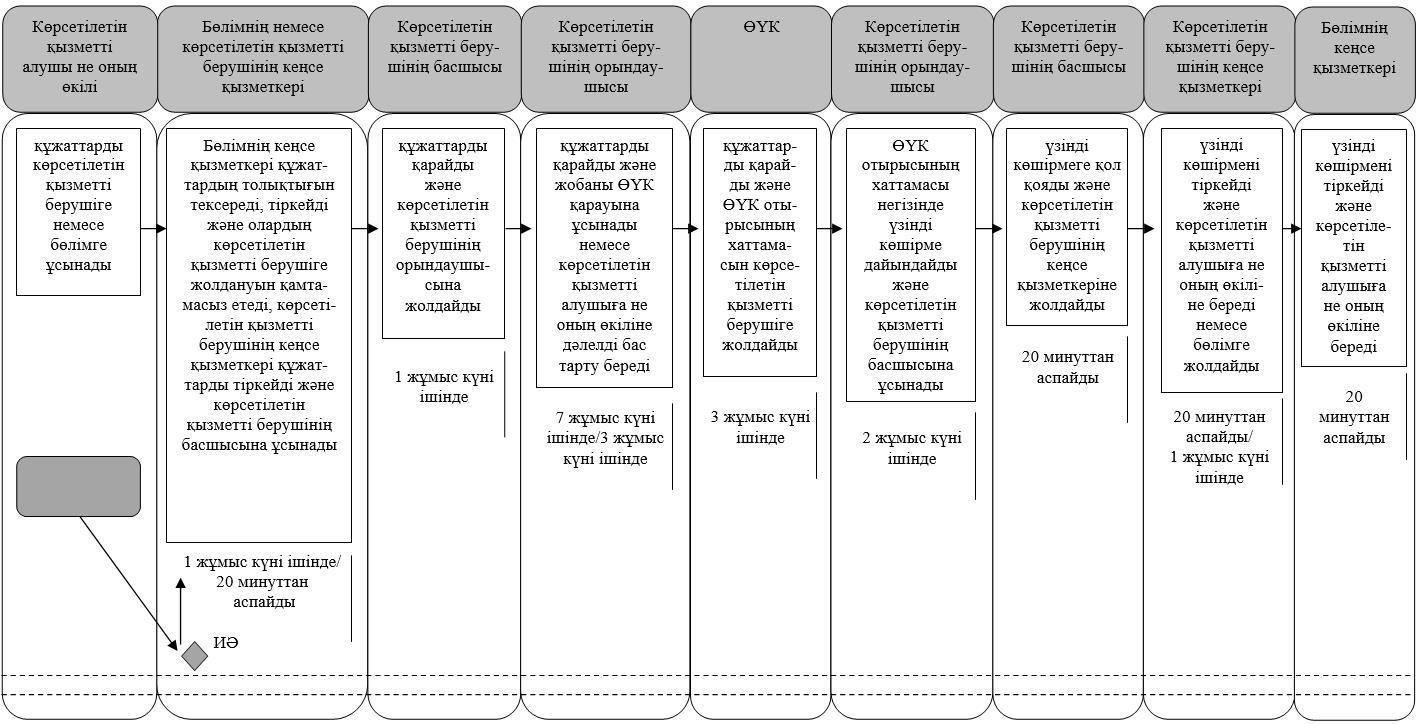 Көрсетілетін
қызметті
алушы не оның
өкілі
Бөлімнің немесе
көрсетілетін қызметті
берушінің кеңсе
қызметкері
Көрсетілетін
қызметті беру-
шінің басшысы
Көрсетілетін
қызметті беру-
шінің орындау-
шысы
ӨҮК
Көрсетілетін
қызметті беру-
шінің орындау-
шысы
Көрсетілетін
қызметті беру-
шінің басшысы
Көрсетілетін
қызметті беру-
шінің кеңсе
қызметкері
Бөлімнің
кеңсе
қызметкері
құжаттарды
көрсетілетін
қызметті
берушіге
немесе
бөлімге
ұсынады
Бөлімнің кеңсе
қызметкері құжат-
тардың толықтығын
тексереді, тіркейді
және олардың
көрсетілетін
қызметті берушіге
жолдануын қамта-
масыз етеді, көрсеті-
летін қызметті
берушінің кеңсе
қызметкері құжат-
тарды тіркейді және
көрсетілетін
қызметті берушінің
басшысына ұсынады
1 жұмыс күні ішінде/
20 минуттан
аспайды
ИӘ
құжаттарды
қарайды
және
көрсетілетін
қызметті
берушінің
орындаушы-
сына
жолдайды
1 жұмыс күні
ішінде
құжаттарды
қарайды және
жобаны ӨҮК
қарауына
ұсынады
немесе
көрсетілетін
қызметті
алушыға не
оның өкіліне
дәлелді бас
тарту береді
7 жұмыс күні
ішінде/3 жұмыс
күні ішінде
құжаттар-
ды қарай-
ды және
ӨҮК оты-
рысының
хаттама-
сын көрсе-
тілетін
қызметті
берушіге
жолдайды
3 жұмыс күні
ішінде
ӨҮК
отырысының
хаттамасы
негізінде
үзінді
көшірме
дайындайды
және
көрсетілетін
қызметті
берушінің
басшысына
ұсынады
2 жұмыс күні
ішінде
үзінді
көшірмеге қол
қояды және
көрсетілетін
қызметті
берушінің
кеңсе
қызметкеріне
жолдайды
20 минуттан
аспайды
үзінді
көшірмені
тіркейді
және
көрсетілетін
қызметті
алушыға не
оның өкілі-
не береді
немесе
бөлімге
жолдайды
20 минуттан
аспайды/
1 жұмыс күні
ішінде
үзінді
көшірмені
тіркейді
және
көрсетіле-
тін
қызметті
алушыға
не оның
өкіліне
береді
20
минуттан
аспайды